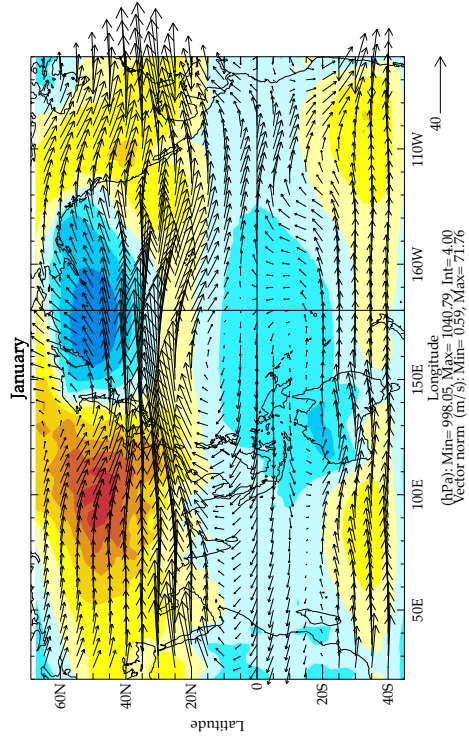 January
60N
40N
20N
0
20S
40S
Latitude
50E
100E
150E
160W
110W
Longitude
(hPa): Min= 998.05, Max= 1040.79, Int= 4.00
Vector norm (m/s): Min= 0.59, Max= 71.76
40